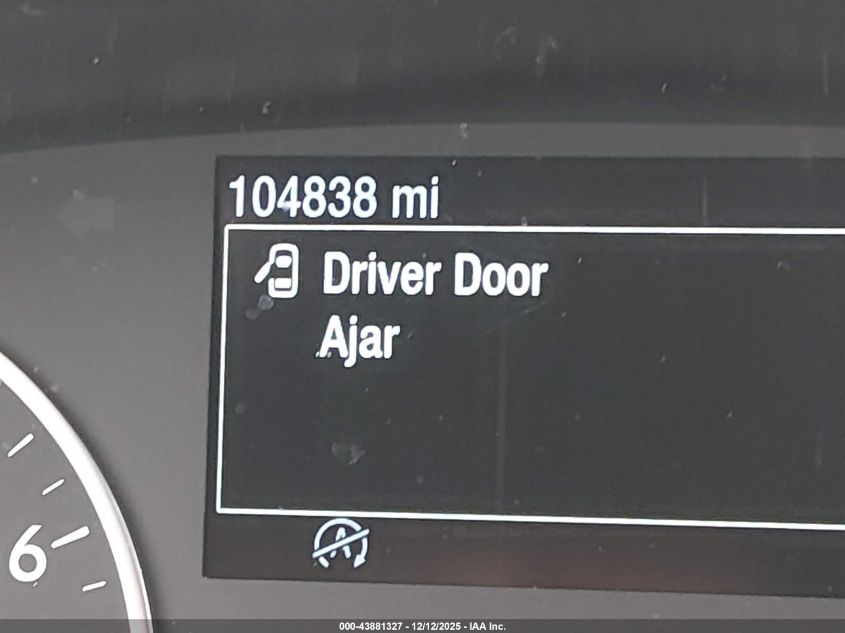 104838 mi
Driver Door
Ajar
6
A
000-43881327 - 12/12/2025 - IAA Inc.